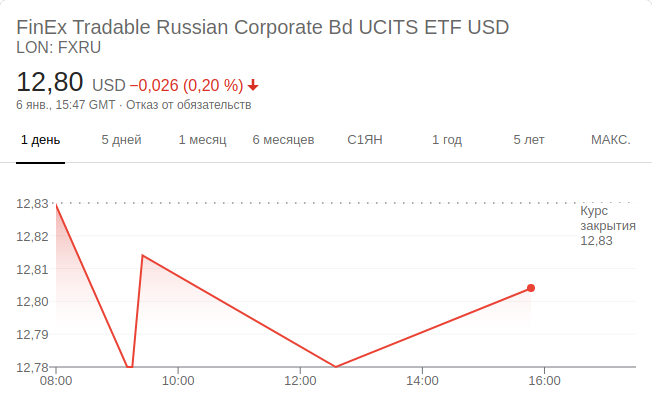 FinEx Tradable Russian Corporate Bd UCITS ETF USD
LON: FXRU
12,80 USD −0,026 (0,20 %)
6 янв., 15:47 GMT · Отказ от обязательств
1 день 5 дней 1 месяц 6 месяцев С1ЯН 1 год 5 лет МАКС.
12,83
Курс
закрытия
12,83
12,82
12,81
12,80
12,79
12,78
08:00 10:00 12:00 14:00 16:00